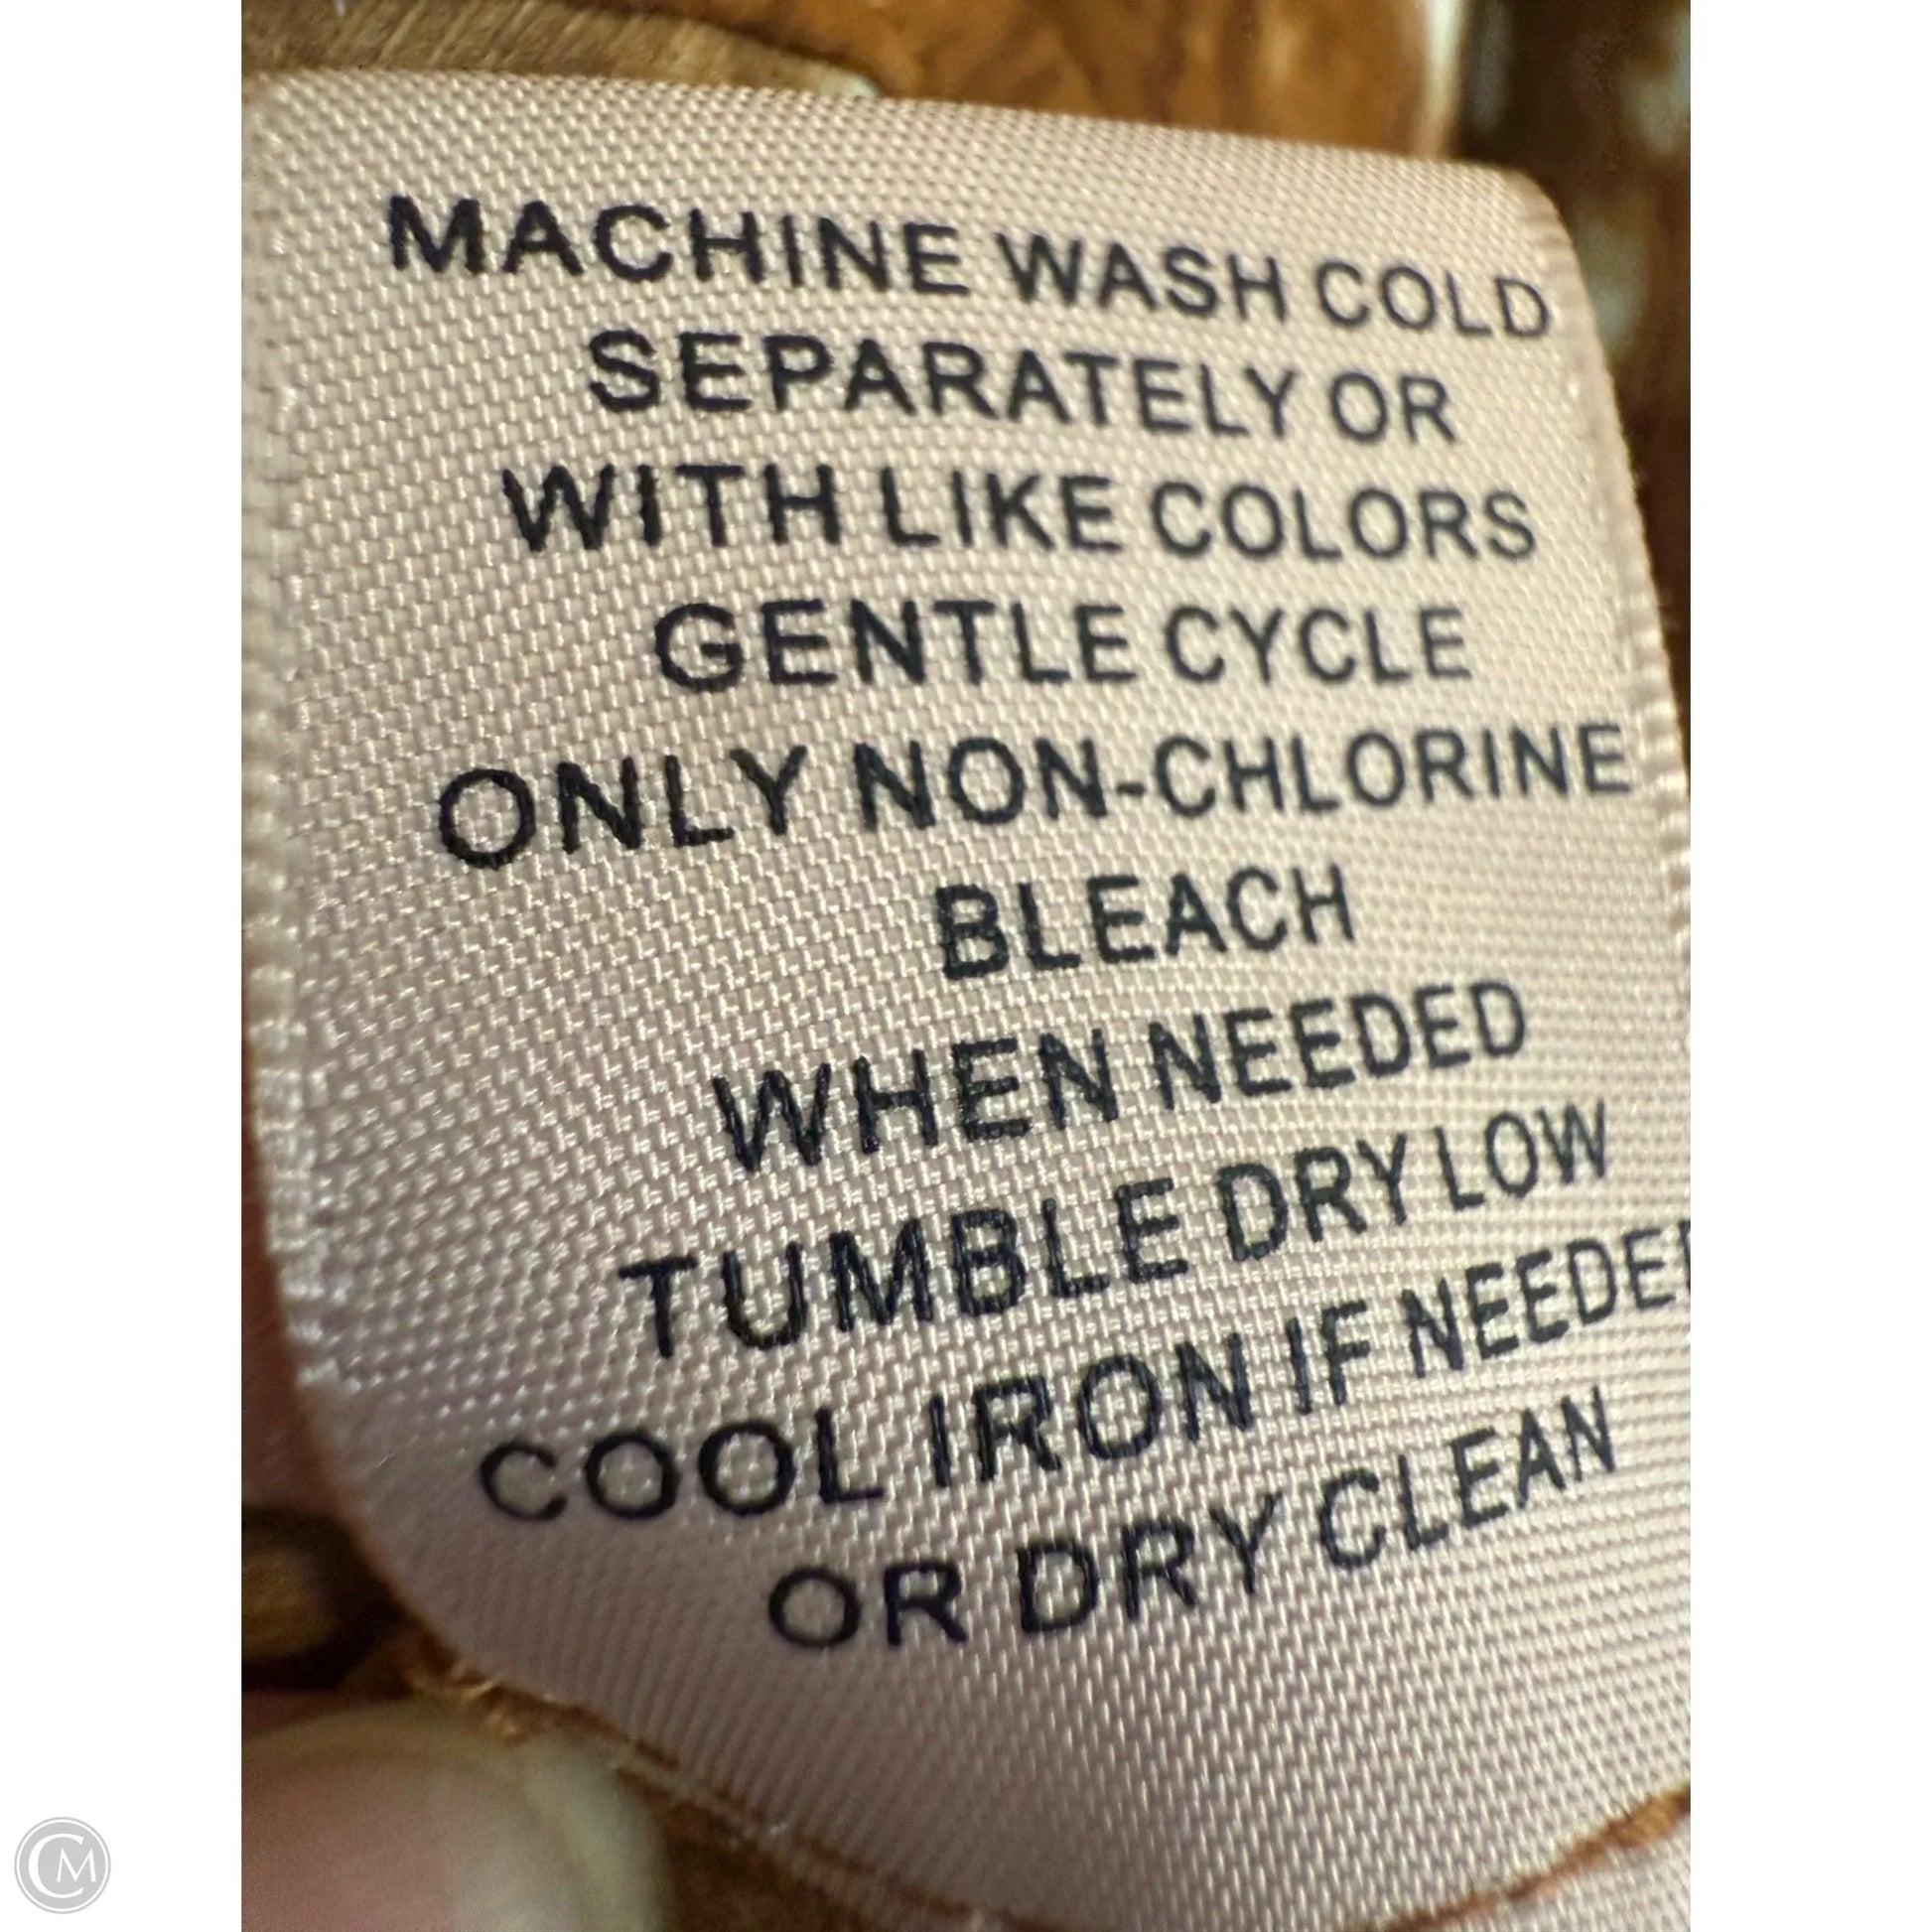 MACHINE WASH COLD
SEPARATELY OR
WITH LIKE COLORS
GENTLE CYCLE
ONLY NON-CHLORINE
BLEACH
WHEN NEEDED
TUMBLE DRY LOW
COOL IRON IF NEEDED
OR DRY CLEAN
CM